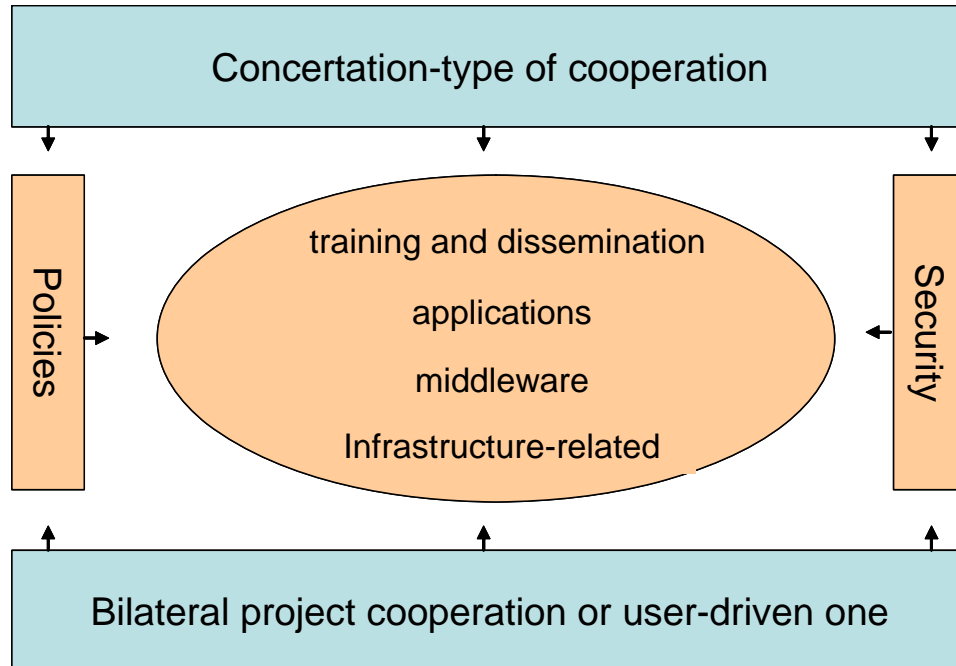 Concertation-type of cooperation
Policies
training and dissemination
applications
middleware
Infrastructure-related
Security
Bilateral project cooperation or user-driven one